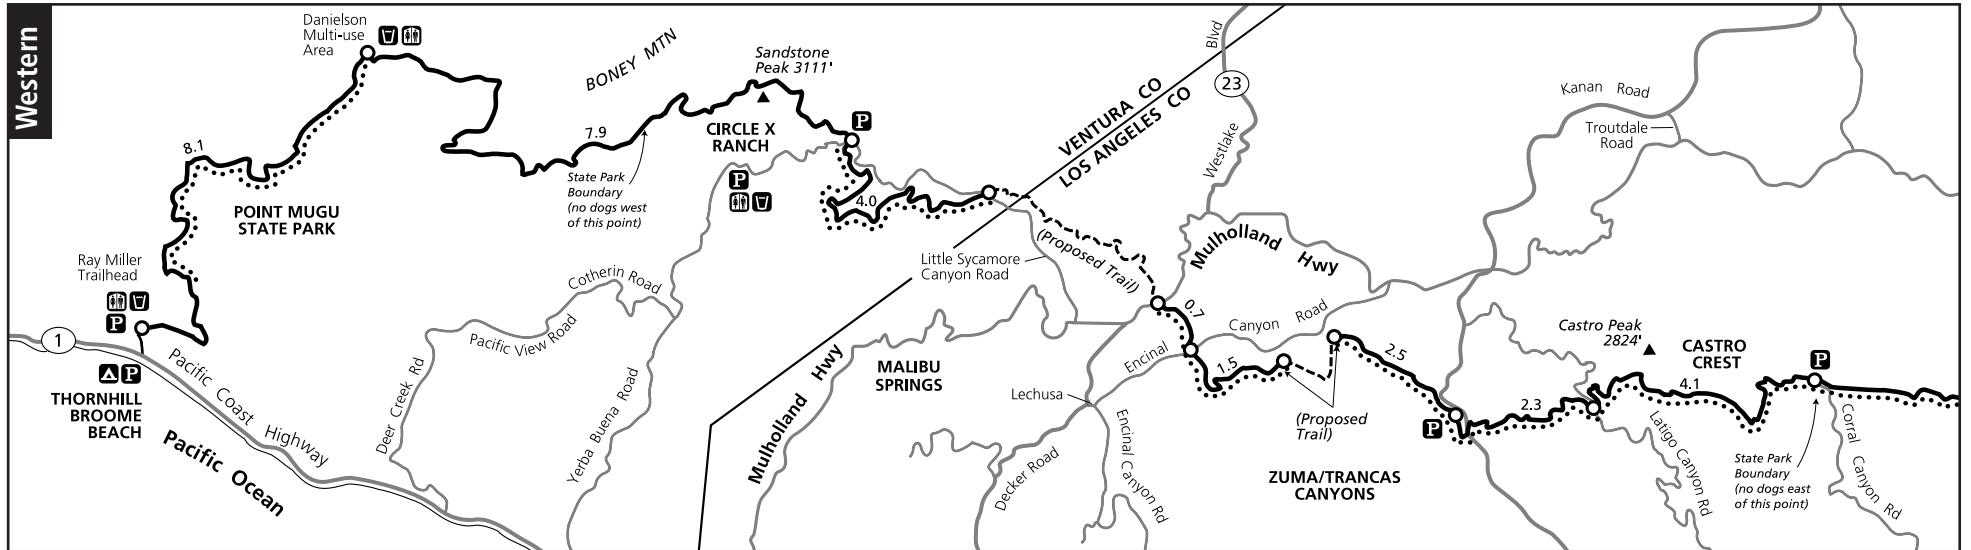 Western
Danielson
Multi-use
Area
BONEY MTN
Sandstone
Peak 3111'
8.1
7.9
CIRCLE X
RANCH
P
P
State Park
Boundary
(no dogs west
of this point)
POINT MUGU
STATE PARK
Ray Miller
Trailhead
P
1
P
THORNHILL
BROOME
BEACH
Pacific Coast Highway
Pacific Ocean
Deer Creek Rd
Pacific View Road
Cotherin Road
Yerba Buena Road
4.0
VENTURA CO
LOS ANGELES CO
Little Sycamore
Canyon Road
(Proposed Trail)
Blvd
23
Westlake
Mulholland Hwy
Mulholland Hwy
MALIBU
SPRINGS
0.7
Encinal Canyon Road
1.5
Lechusa
Decker Road
Encinal Canyon Rd
(Proposed
Trail)
2.5
ZUMA/TRANCAS
CANYONS
P
Kanan Road
Troutdale
Road
2.3
Castro Peak
2824'
CASTRO
CREST
4.1
P
Latigo Canyon Rd
State Park
Boundary
(no dogs east
of this point)
Corral Canyon Rd